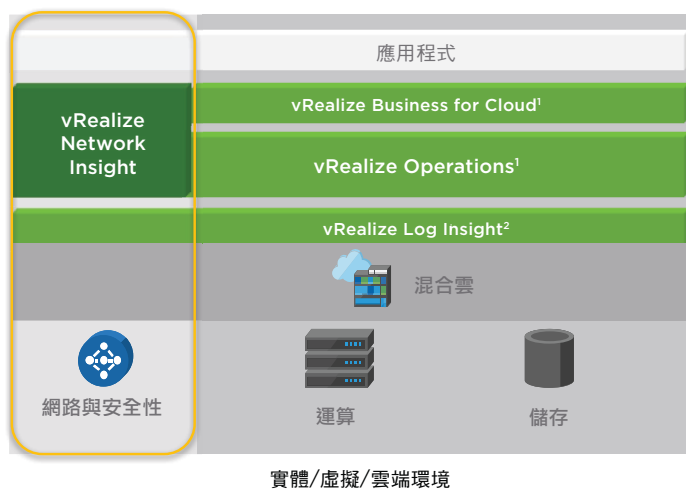 應用程式
vRealize Business for Cloud¹
vRealize
Network
Insight
vRealize Operations¹
vRealize Log Insight²
混合雲
網路與安全性
運算
儲存
實體/虛擬/雲端環境